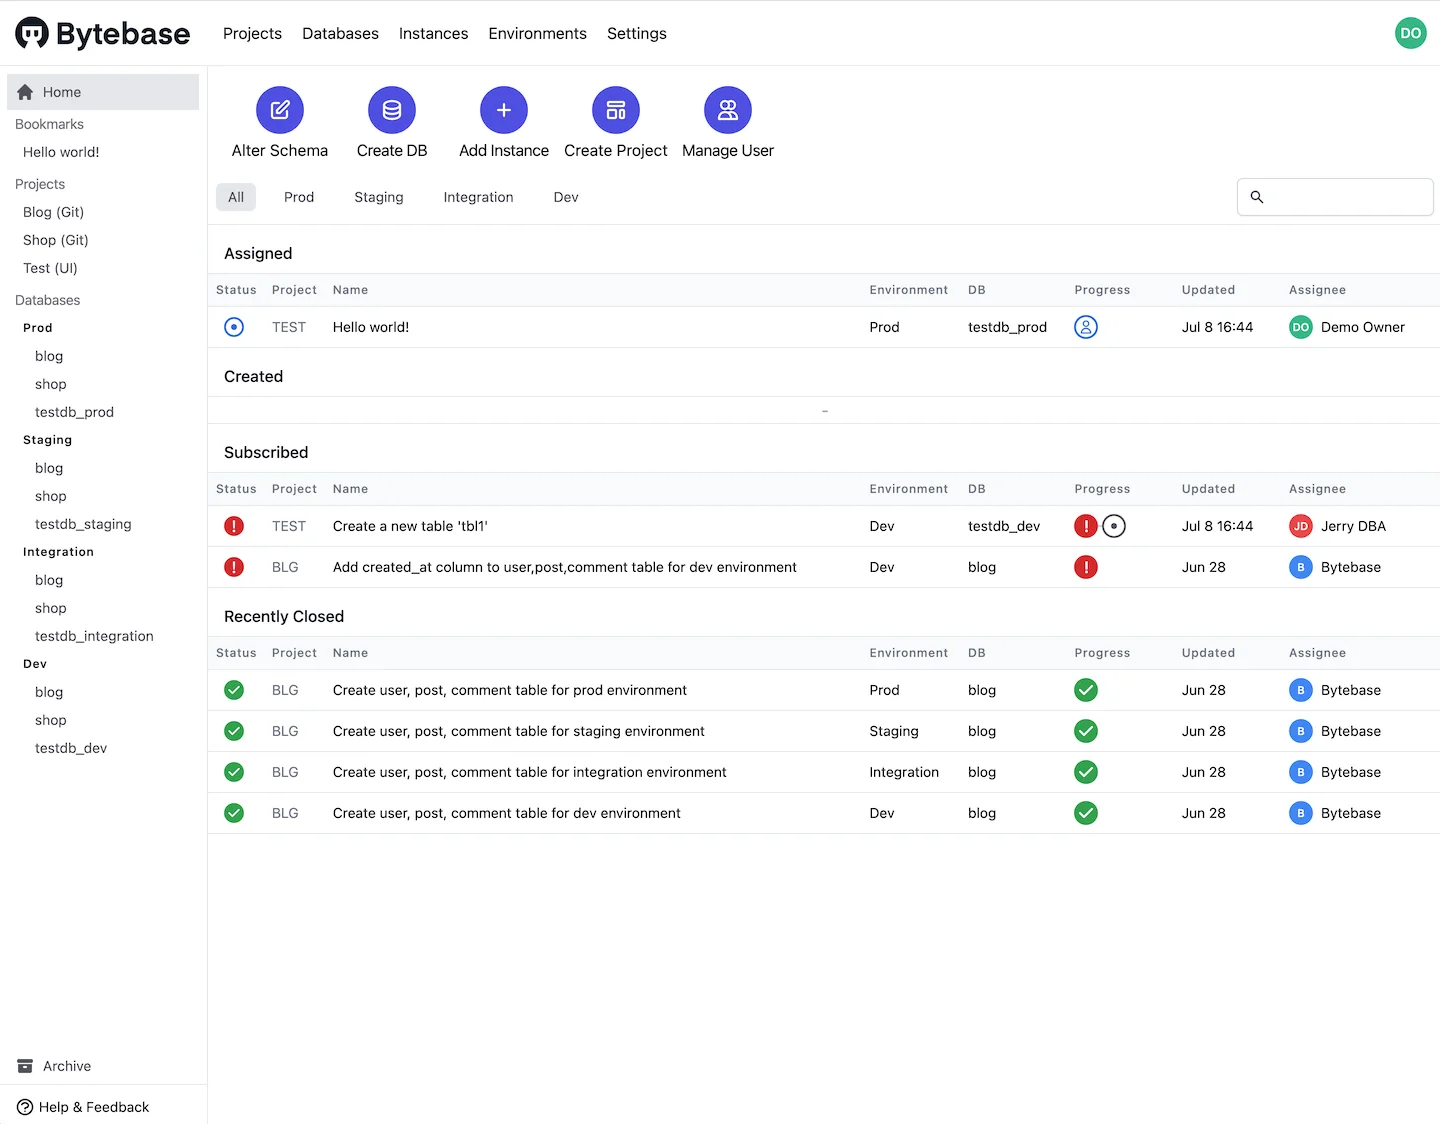 Bytebase Projects Databases Instances Environments Settings DO
Home
Bookmarks
Hello world!
Projects
Blog (Git)
Shop (Git)
Test (UI)
Databases
Prod
blog
shop
testdb_prod
Staging
blog
shop
testdb_staging
Integration
blog
shop
testdb_integration
Dev
blog
shop
testdb_dev
Archive
Help & Feedback
Alter Schema Create DB Add Instance Create Project Manage User
All Prod Staging Integration Dev
Assigned
Status Project Name Environment DB Progress Updated Assignee
TEST Hello world! Prod testdb_prod Jul 8 16:44 DO Demo Owner
Created
–
Subscribed
Status Project Name Environment DB Progress Updated Assignee
! TEST Create a new table 'tbl1' Dev testdb_dev ! Jul 8 16:44 JD Jerry DBA
! BLG Add created_at column to user,post,comment table for dev environment Dev blog ! Jun 28 B Bytebase
Recently Closed
Status Project Name Environment DB Progress Updated Assignee
BLG Create user, post, comment table for prod environment Prod blog Jun 28 B Bytebase
BLG Create user, post, comment table for staging environment Staging blog Jun 28 B Bytebase
BLG Create user, post, comment table for integration environment Integration blog Jun 28 B Bytebase
BLG Create user, post, comment table for dev environment Dev blog Jun 28 B Bytebase